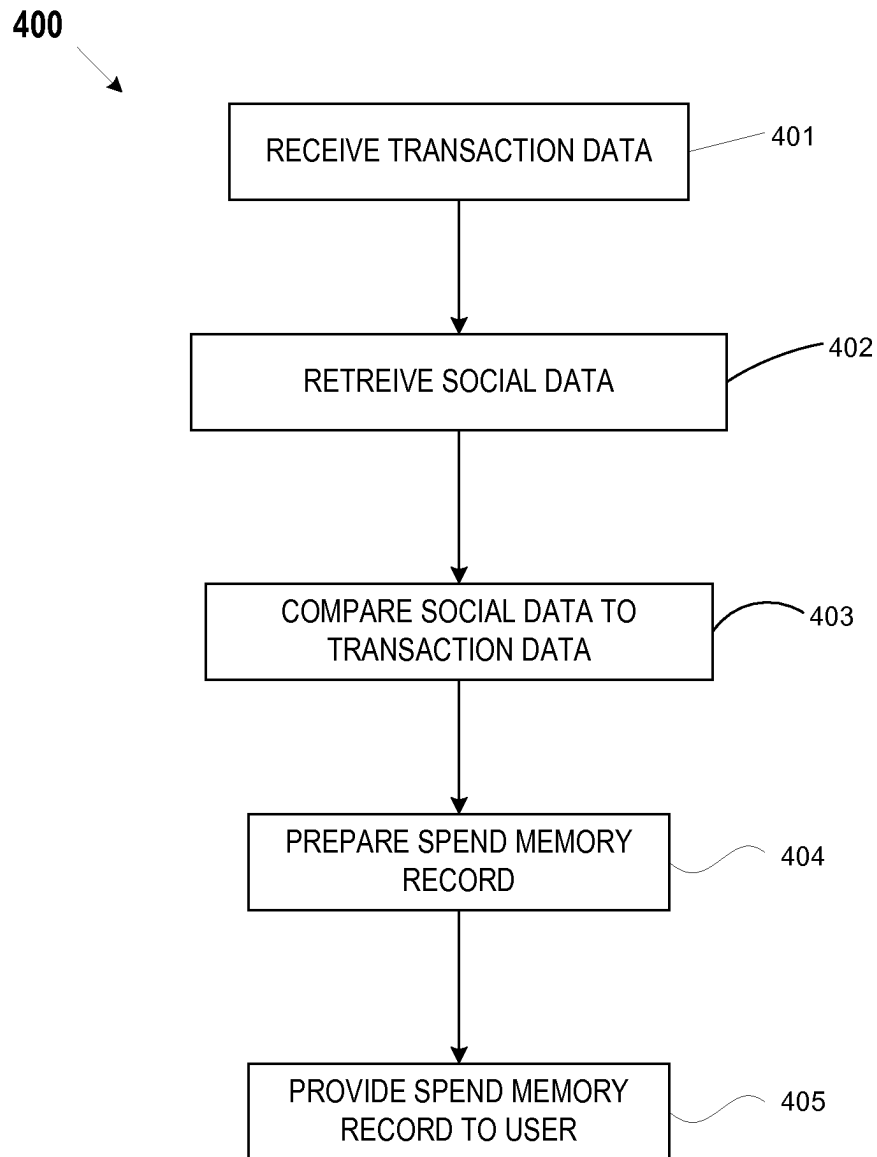 400
RECEIVE TRANSACTION DATA
401
RETREIVE SOCIAL DATA
402
COMPARE SOCIAL DATA TO
TRANSACTION DATA
403
PREPARE SPEND MEMORY
RECORD
404
PROVIDE SPEND MEMORY
RECORD TO USER
405